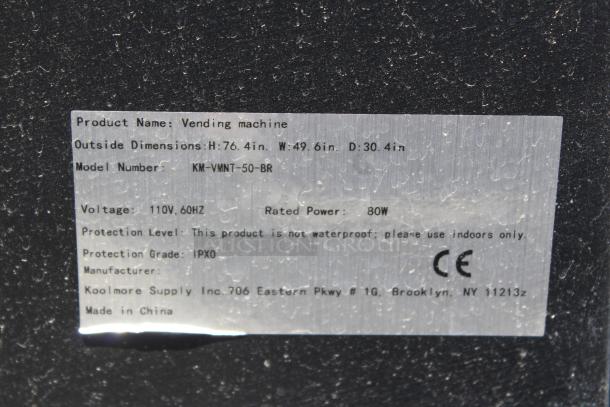 Product Name: Vending machine
Outside Dimensions:H:76.4in. W:49.6in. D:30.4in
Model Number: KM-VMNT-50-BR
Voltage: 110V,60HZ Rated Power: 80W
Protection Level: This product is not waterproof; please use indoors only.
AUCTION GROUP
Protection Grade: IPX0
CE
Manufacturer:
Koolmore Supply Inc.706 Eastern Pkwy # 1G, Brooklyn, NY 11213z
Made in China